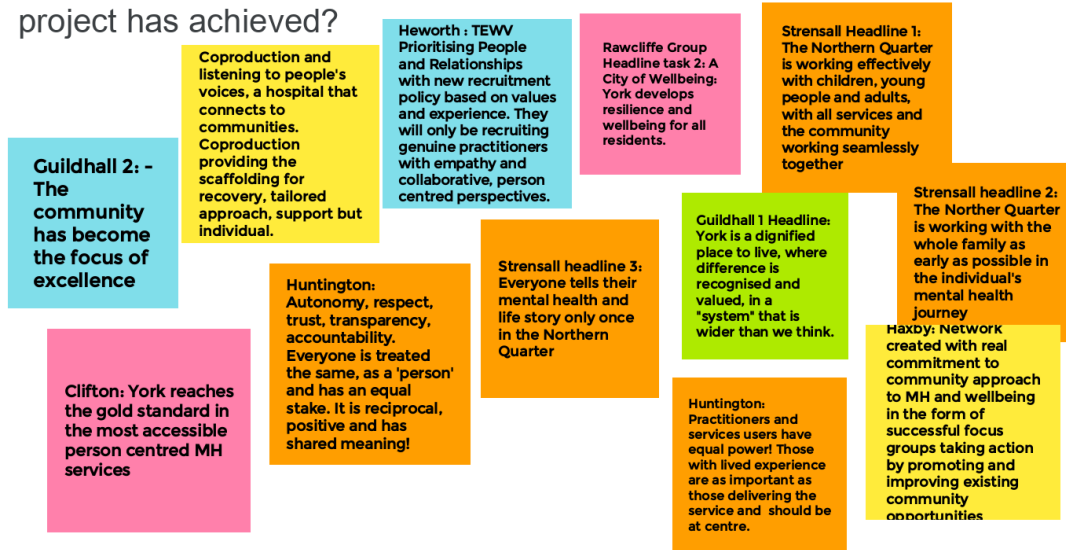 project has achieved?
Guildhall 2: -
The
community
has become
the focus of
excellence
Coproduction and
listening to people's
voices, a hospital that
connects to
communities.
Coproduction
providing the
scaffolding for
recovery, tailored
approach, support but
individual.
Heworth : TEWV
Prioritising People
and Relationships
with new recruitment
policy based on values
and experience. They
will only be recruiting
genuine practitioners
with empathy and
collaborative, person
centred perspectives.
Rawcliffe Group
Headline task 2: A
City of Wellbeing:
York develops
resilience and
wellbeing for all
residents.
Strensall Headline 1:
The Northern Quarter
is working effectively
with children, young
people and adults,
with all services and
the community
working seamlessly
together
Strensall headline 2:
The Norther Quarter
is working with the
whole family as
early as possible in
the individual's
mental health
journey
Guildhall 1 Headline:
York is a dignified
place to live, where
difference is
recognised and
valued, in a
"system" that is
wider than we think.
Strensall headline 3:
Everyone tells their
mental health and
life story only once
in the Northern
Quarter
Huntington:
Autonomy, respect,
trust, transparency,
accountability.
Everyone is treated
the same, as a 'person'
and has an equal
stake. It is reciprocal,
positive and has
shared meaning!
Clifton: York reaches
the gold standard in
the most accessible
person centred MH
services
Huntington:
Practitioners and
services users have
equal power! Those
with lived experience
are as important as
those delivering the
service and should be
at centre.
Haxby: Network
created with real
commitment to
community approach
to MH and wellbeing
in the form of
successful focus
groups taking action
by promoting and
improving existing
community
opportunities